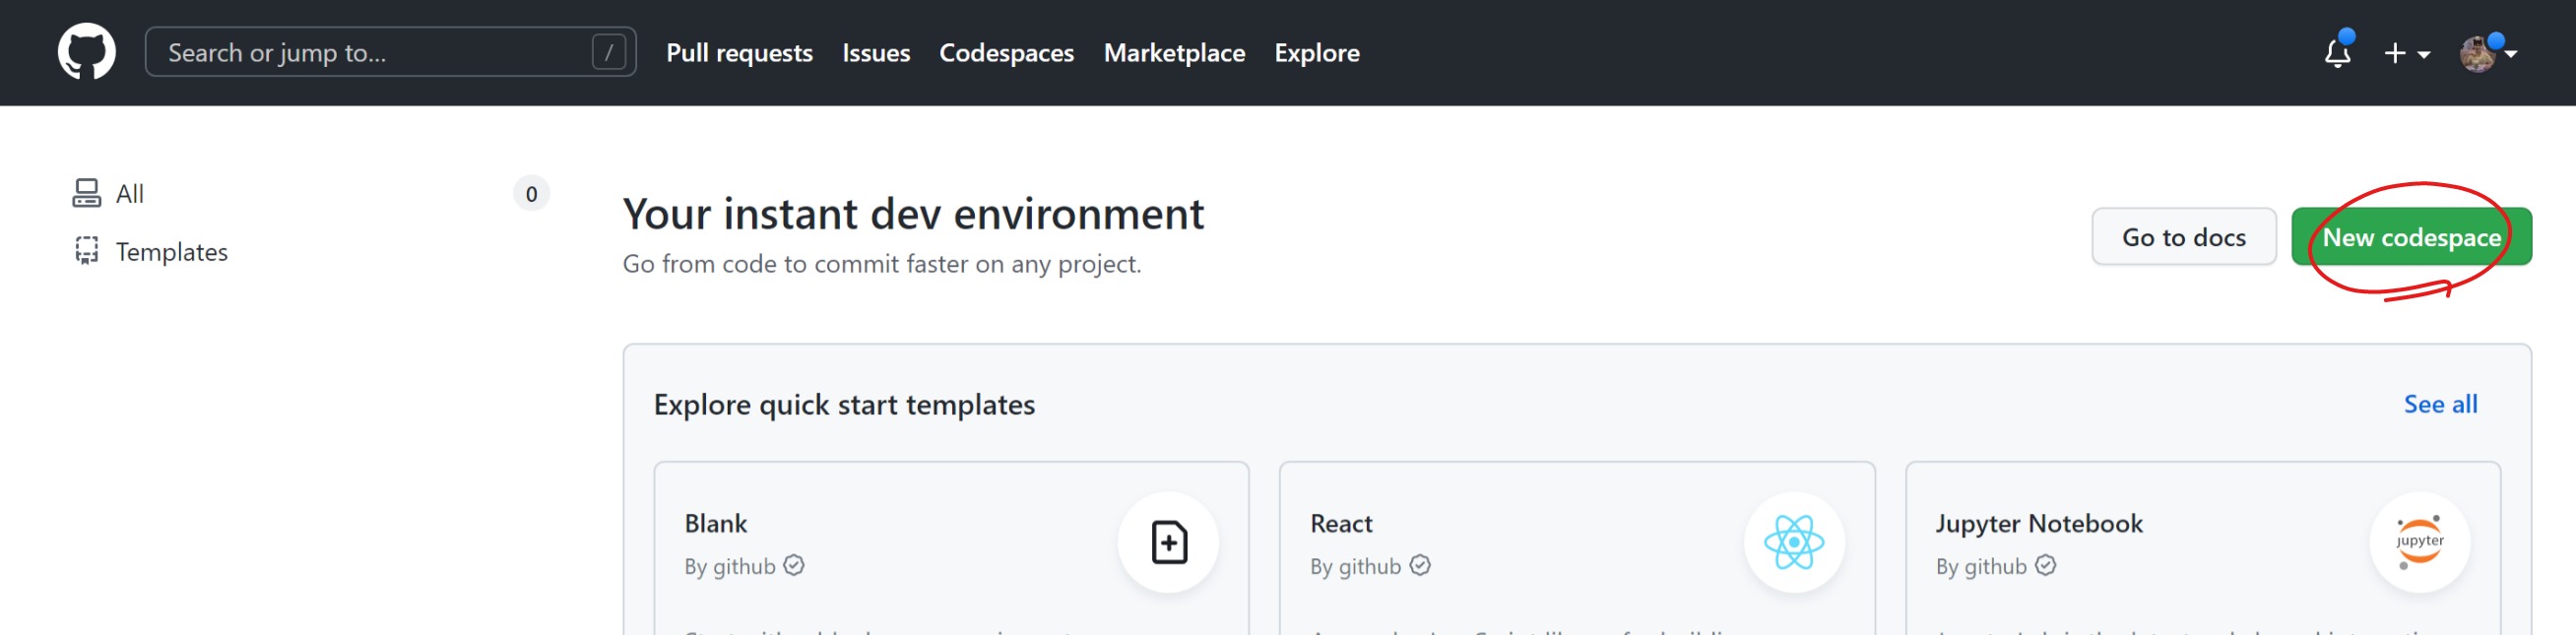 Search or jump to... /
Pull requests Issues Codespaces Marketplace Explore
All 0
Templates
Your instant dev environment
Go from code to commit faster on any project.
Go to docs
New codespace
Explore quick start templates
See all
Blank
By github
React
By github
Jupyter Notebook
By github
jupyter